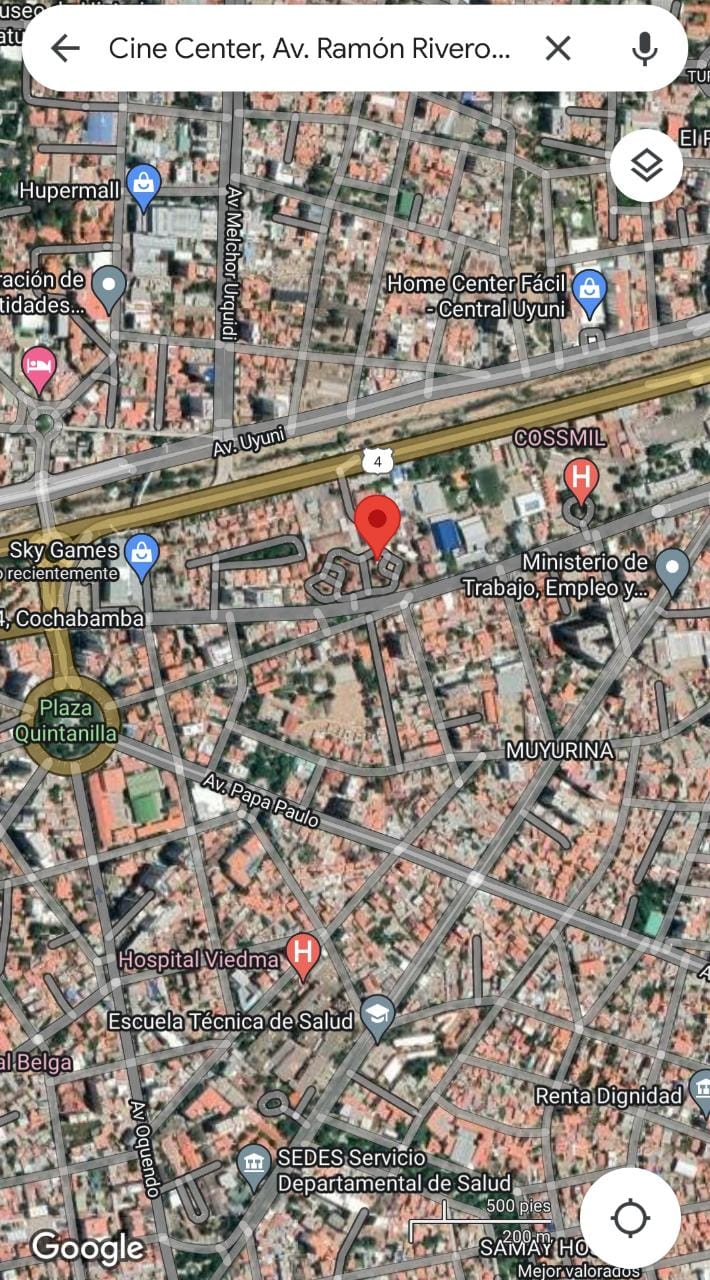 Cine Center, Av. Ramón Rivero...
TUP
El P
Hupermall
Av Melchor Urquidi
ración de
tidades...
Home Center Fácil
- Central Uyuni
Av. Uyuni
4
COSSMIL
H
Sky Games
o recientemente
Ministerio de
Trabajo, Empleo y...
4, Cochabamba
Plaza
Quintanilla
MUYURINA
Av. Papa Paulo
Hospital Viedma
H
Escuela Técnica de Salud
al Belga
Renta Dignidad
Av Oquendo
SEDES Servicio
Departamental de Salud
500 pies
200 m
Google
SAMAY HO
Mejor valorados